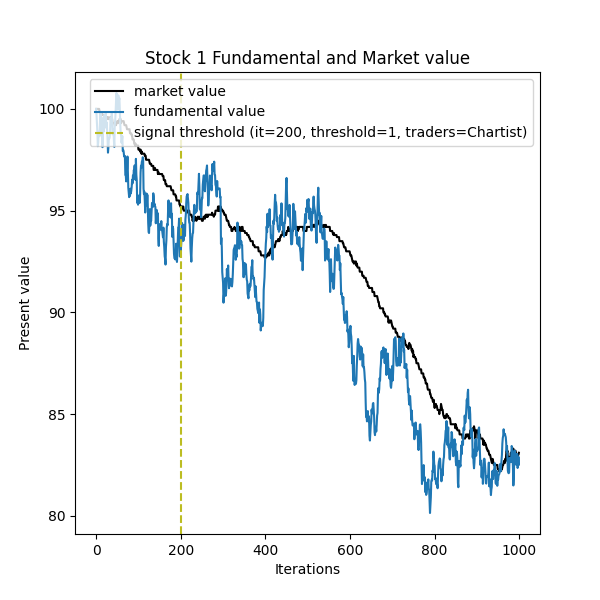 Stock 1 Fundamental and Market value
market value
fundamental value
signal threshold (it=200, threshold=1, traders=Chartist)
Present value
100
95
90
85
80
0 200 400 600 800 1000
Iterations